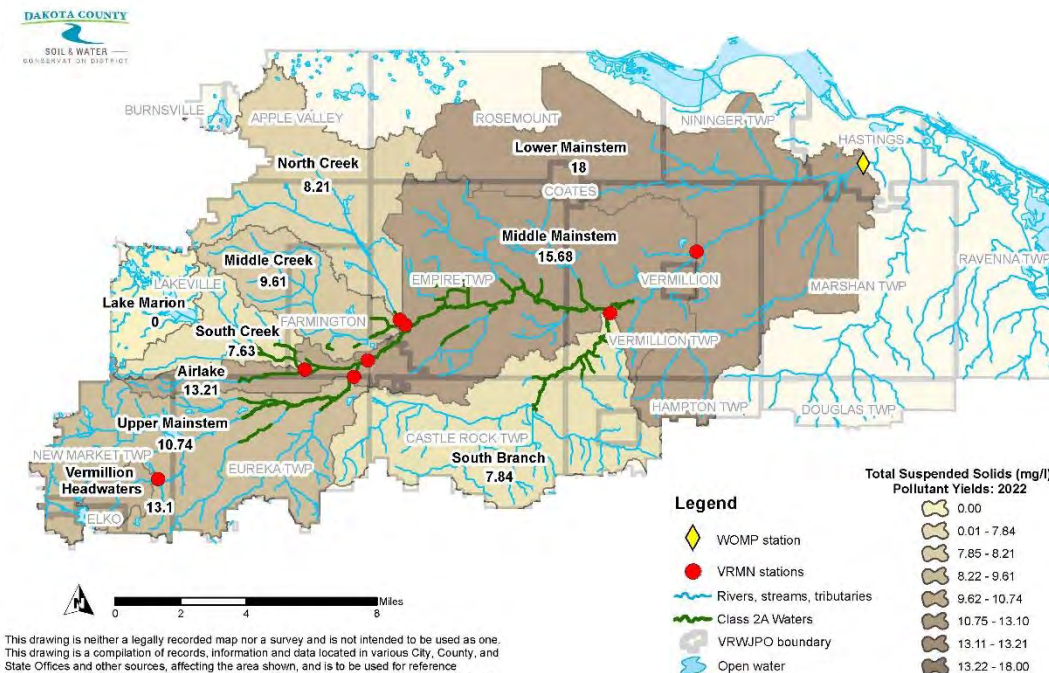 DAKOTA COUNTY
SOIL & WATER
CONSERVATION DISTRICT
BURNSVILLE
APPLE VALLEY
ROSEMOUNT
NININGER TWP
HASTINGS
North Creek
8.21
Lower Mainstem
18
COATES
Middle Mainstem
15.68
Middle Creek
9.61
LAKEVILLE
Lake Marion
0
EMPIRE TWP
VERMILLION
RAVENNA TWP
MARSHAN TWP
FARMINGTON
South Creek
7.63
VERMILLION TWP
Airlake
13.21
HAMPTON TWP
DOUGLAS TWP
Upper Mainstem
10.74
CASTLE ROCK TWP
South Branch
7.84
NEW MARKET TWP
EUREKA TWP
Vermillion
Headwaters
13.1
ELKO
Legend
WOMP station
VRMN stations
Rivers, streams, tributaries
Class 2A Waters
VRWJPO boundary
Open water
Total Suspended Solids (mg/l)
Pollutant Yields: 2022
0.00
0.01 - 7.84
7.85 - 8.21
8.22 - 9.61
9.62 - 10.74
10.75 - 13.10
13.11 - 13.21
13.22 - 18.00
N
Miles
0 2 4 8
This drawing is neither a legally recorded map nor a survey and is not intended to be used as one.
This drawing is a compilation of records, information and data located in various City, County, and
State Offices and other sources, affecting the area shown, and is to be used for reference